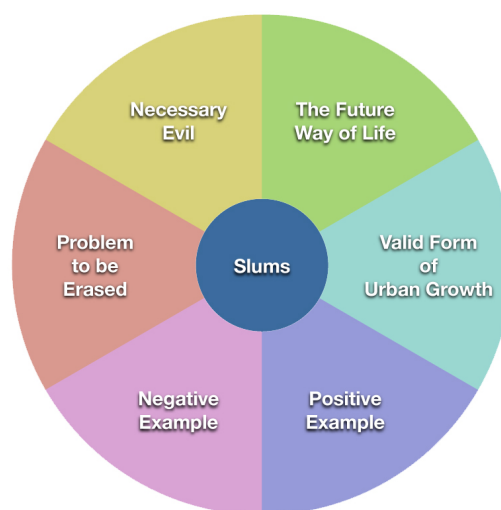 Necessary
Evil
The Future
Way of Life
Problem
to be
Erased
Slums
Valid Form
of
Urban Growth
Negative
Example
Positive
Example